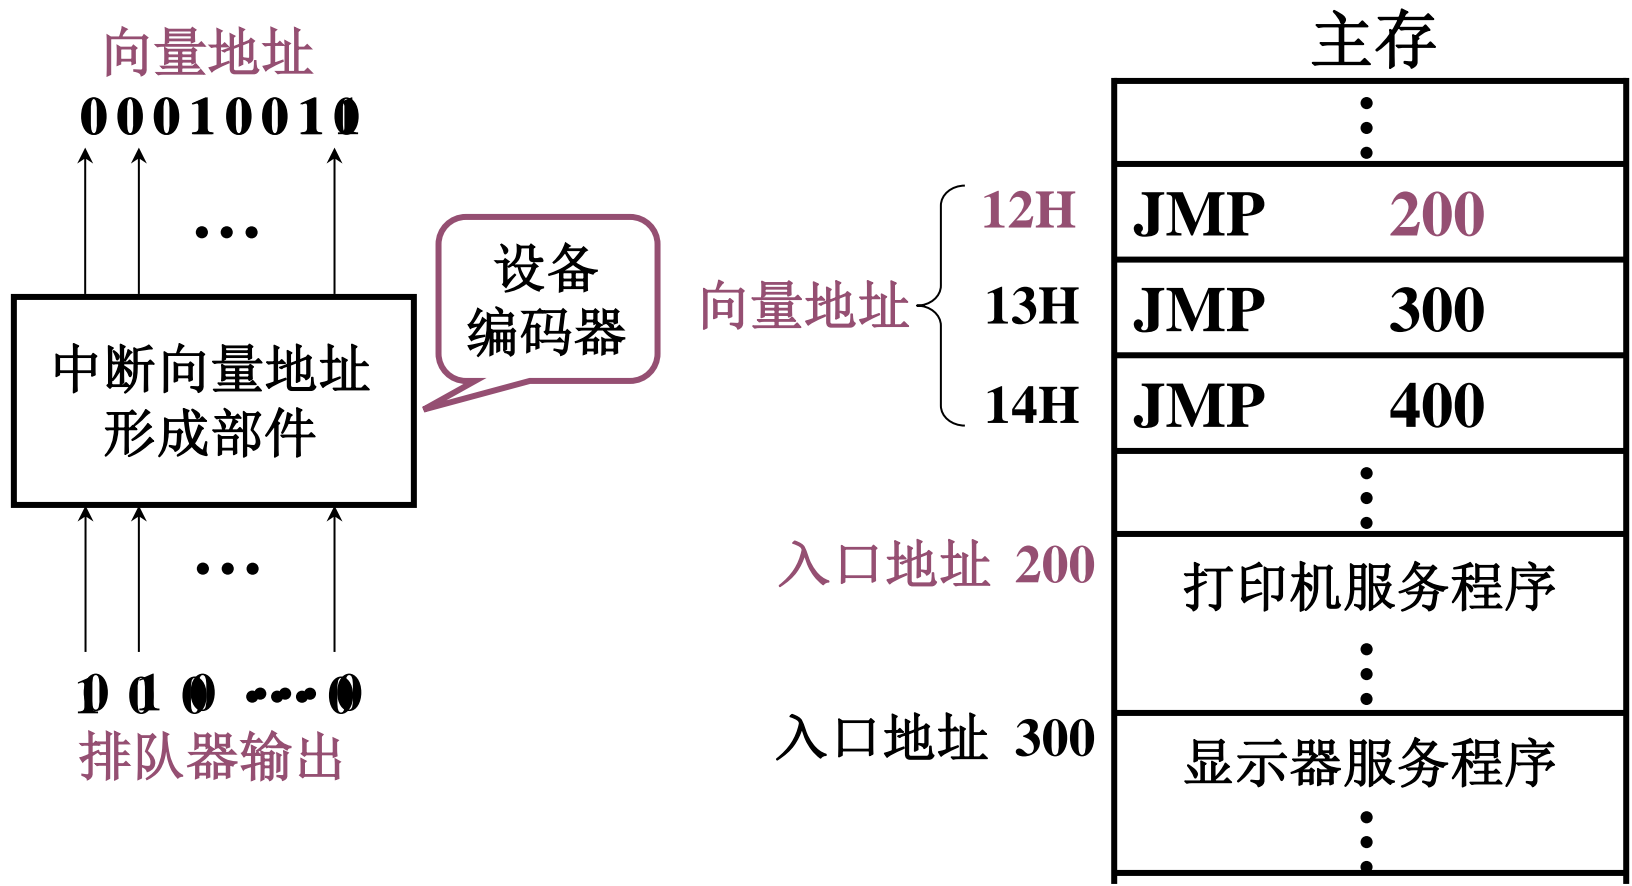 向量地址
0 0 0 1 0 0 1
…
设备
编码器
中断向量地址
形成部件
…
排队器输出
主存
12H JMP 200
向量地址
13H JMP 300
14H JMP 400
入口地址 200
打印机服务程序
入口地址 300
显示器服务程序